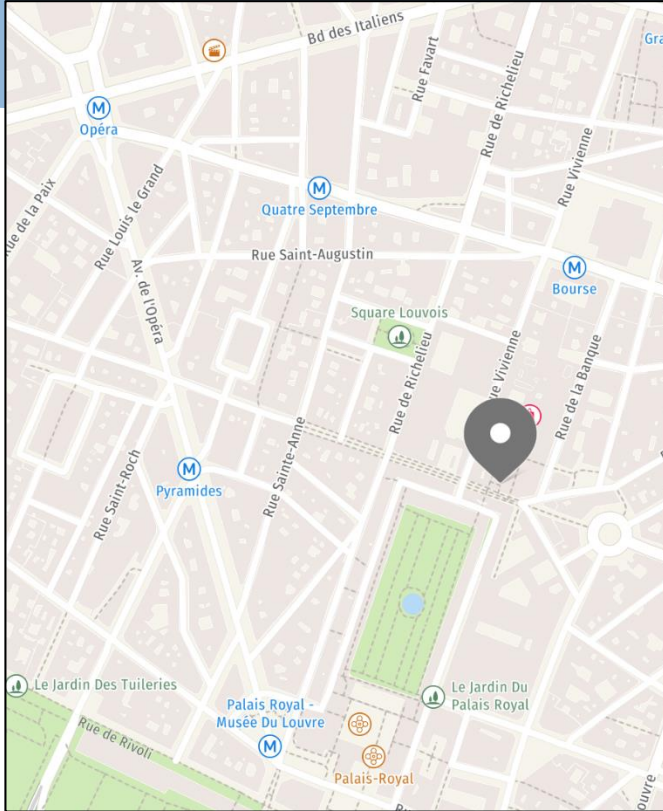 Bd des Italiens
Gra
Opéra
Rue Favart
Rue de Richelieu
Rue Vivienne
Rue de la Paix
Rue Louis le Grand
Quatre Septembre
Av. de l'Opéra
Rue Saint-Augustin
Bourse
Square Louvois
Rue de Richelieu
ue Vivienne
Rue de la Banque
Rue Saint-Roch
Pyramides
Rue Sainte-Anne
Le Jardin Des Tuileries
Rue de Rivoli
Palais Royal -
Musée Du Louvre
Le Jardin Du
Palais Royal
Palais-Royal
ouvre
M
M
M
M
M